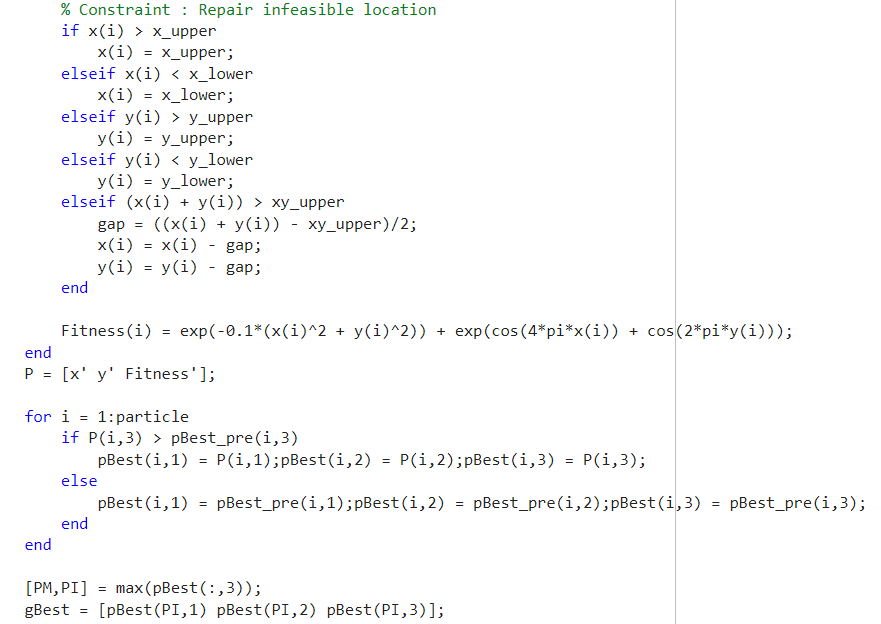 % Constraint : Repair infeasible location
if x(i) > x_upper
x(i) = x_upper;
elseif x(i) < x_lower
x(i) = x_lower;
elseif y(i) > y_upper
y(i) = y_upper;
elseif y(i) < y_lower
y(i) = y_lower;
elseif (x(i) + y(i)) > xy_upper
gap = ((x(i) + y(i)) - xy_upper)/2;
x(i) = x(i) - gap;
y(i) = y(i) - gap;
end
Fitness(i) = exp(-0.1*(x(i)^2 + y(i)^2)) + exp(cos(4*pi*x(i)) + cos(2*pi*y(i)));
end
P = [x' y' Fitness'];
for i = 1:particle
if P(i,3) > pBest_pre(i,3)
pBest(i,1) = P(i,1);pBest(i,2) = P(i,2);pBest(i,3) = P(i,3);
else
pBest(i,1) = pBest_pre(i,1);pBest(i,2) = pBest_pre(i,2);pBest(i,3) = pBest_pre(i,3);
end
end
[PM,PI] = max(pBest(:,3));
gBest = [pBest(PI,1) pBest(PI,2) pBest(PI,3)];